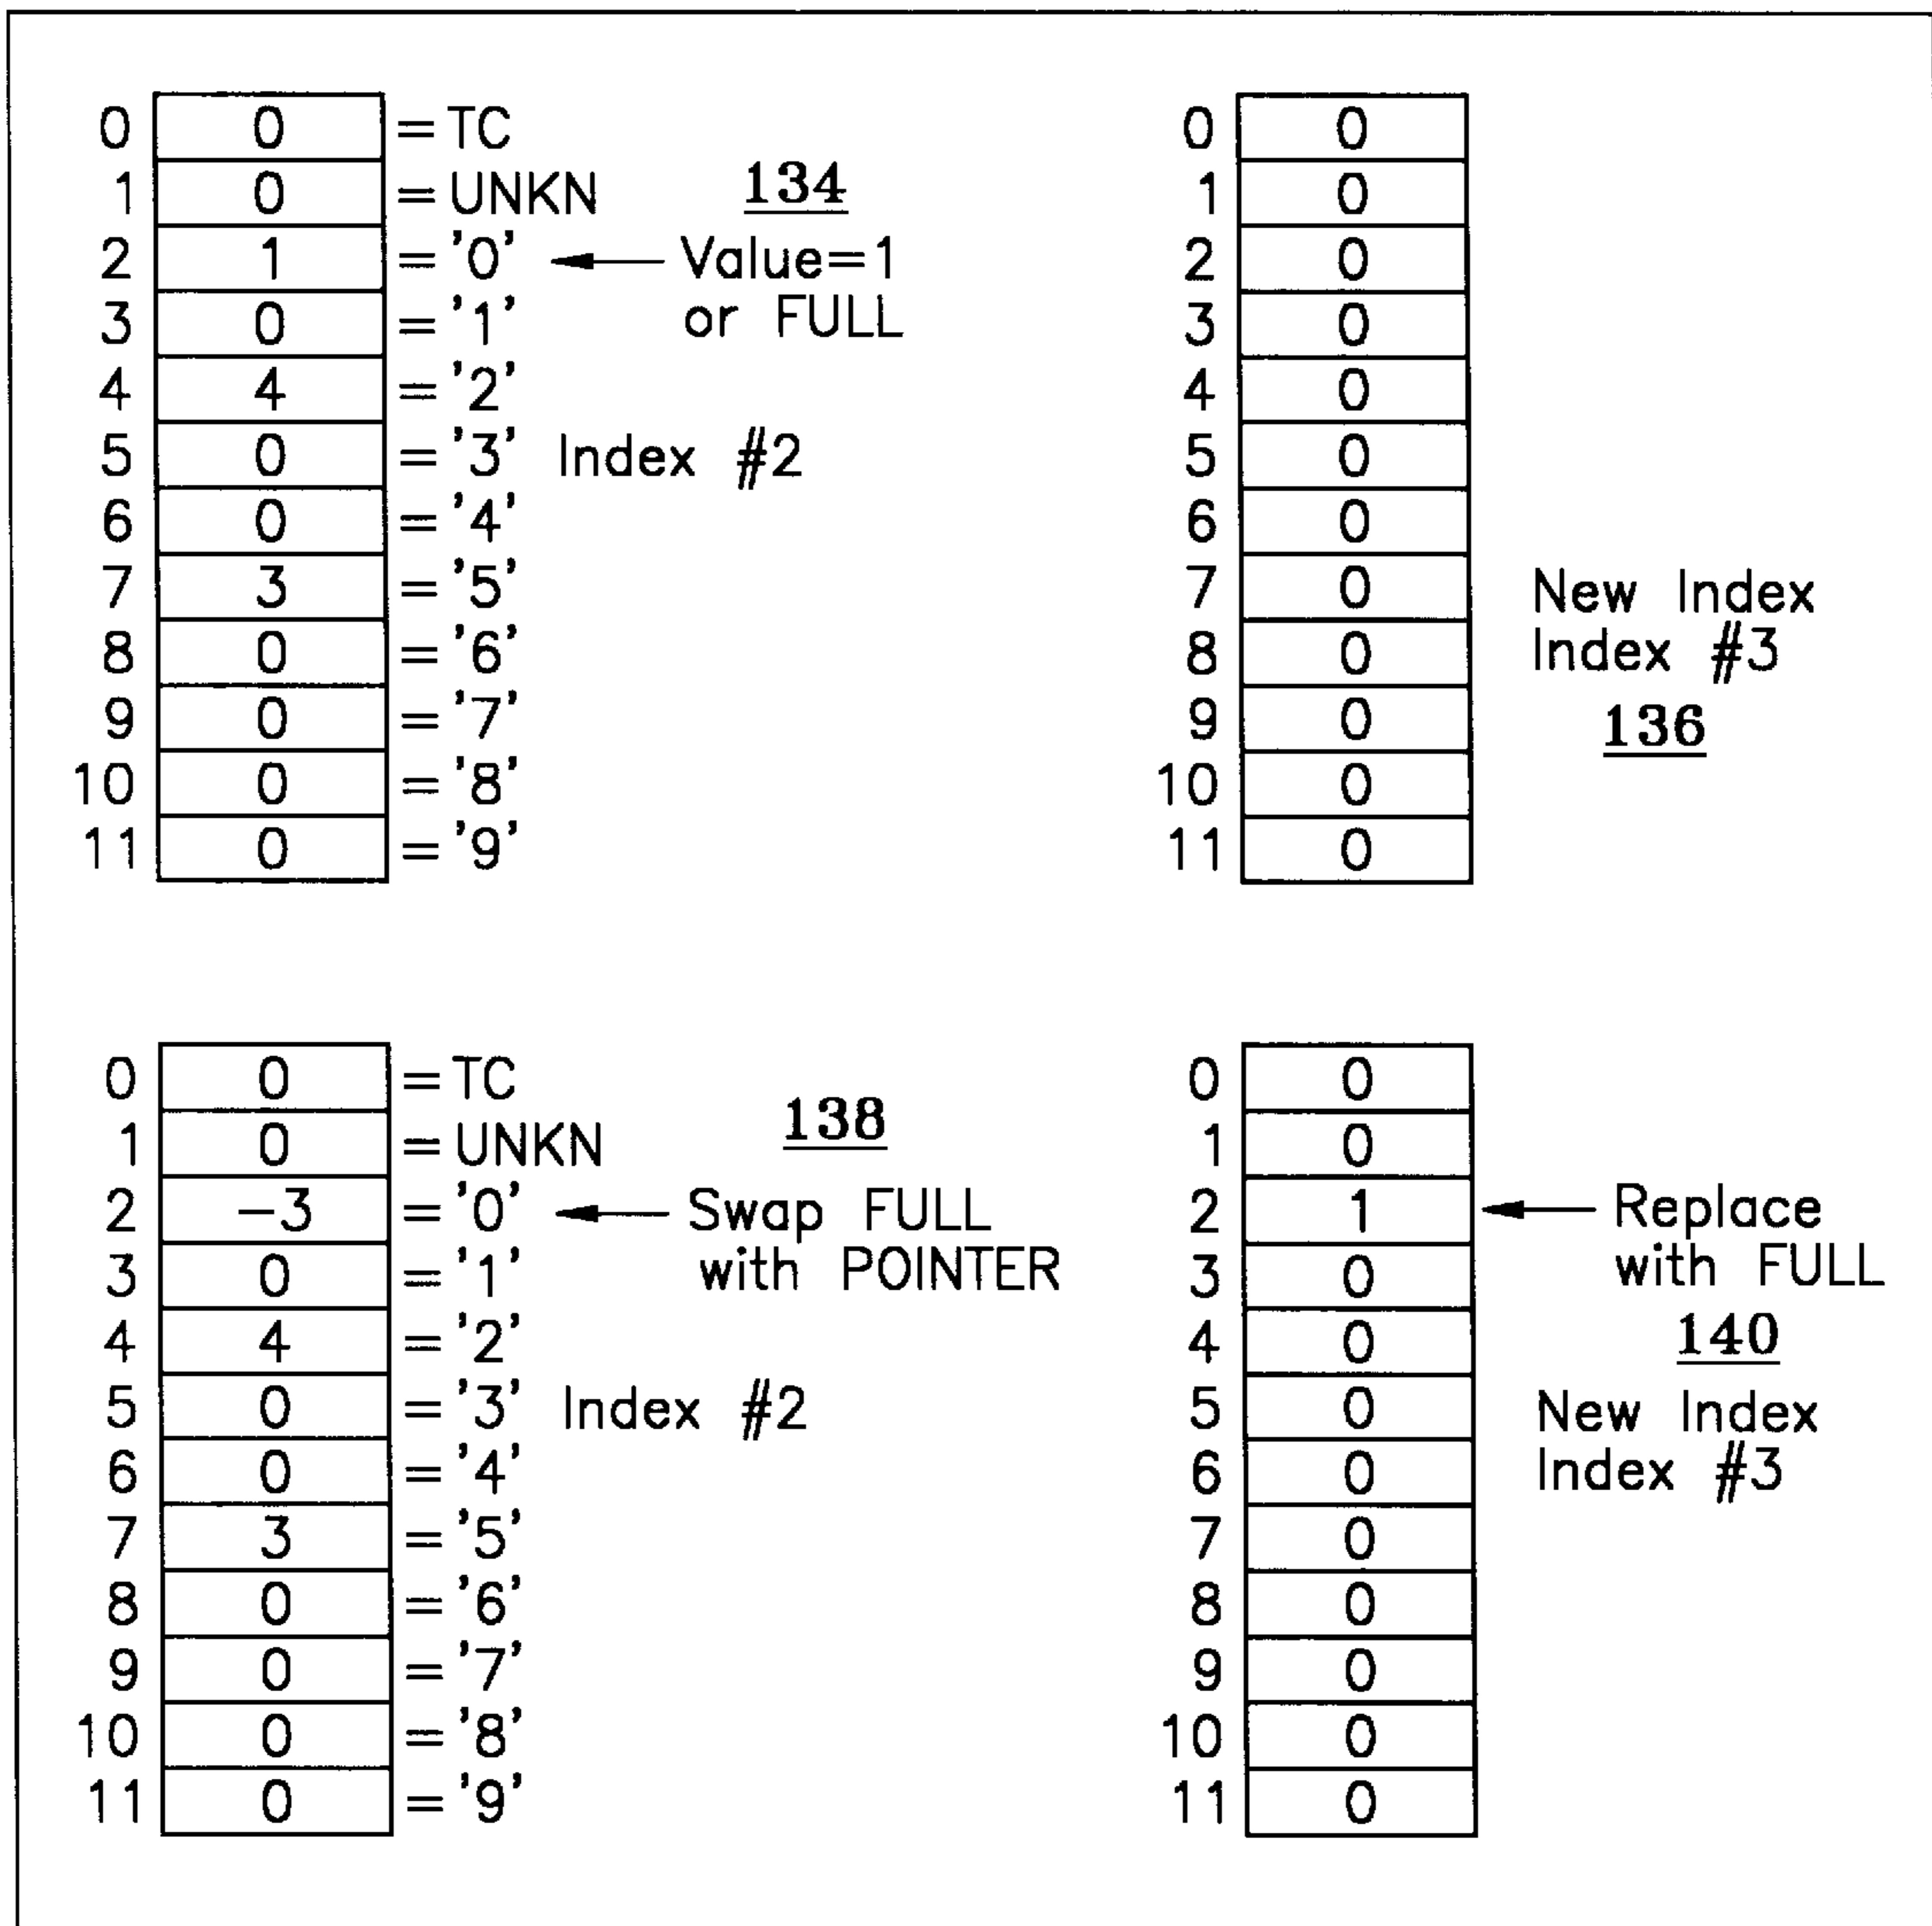 0 0 =TC
1 0 =UNKN
134
2 1 ='0' Value=1
3 0 ='1' or FULL
4 4 ='2'
5 0 ='3' Index #2
6 0 ='4'
7 3 ='5'
8 0 ='6'
9 0 ='7'
10 0 ='8'
11 0 ='9'
0 0
1 0
2 0
3 0
4 0
5 0
6 0
7 0
8 0
9 0
10 0
11 0
New Index
Index #3
136
0 0 =TC
1 0 =UNKN
138
2 -3 ='0' Swap FULL
3 0 ='1' with POINTER
4 4 ='2'
5 0 ='3' Index #2
6 0 ='4'
7 3 ='5'
8 0 ='6'
9 0 ='7'
10 0 ='8'
11 0 ='9'
0 0
1 0
2 1 Replace
3 0 with FULL
4 0 140
5 0 New Index
6 0 Index #3
7 0
8 0
9 0
10 0
11 0